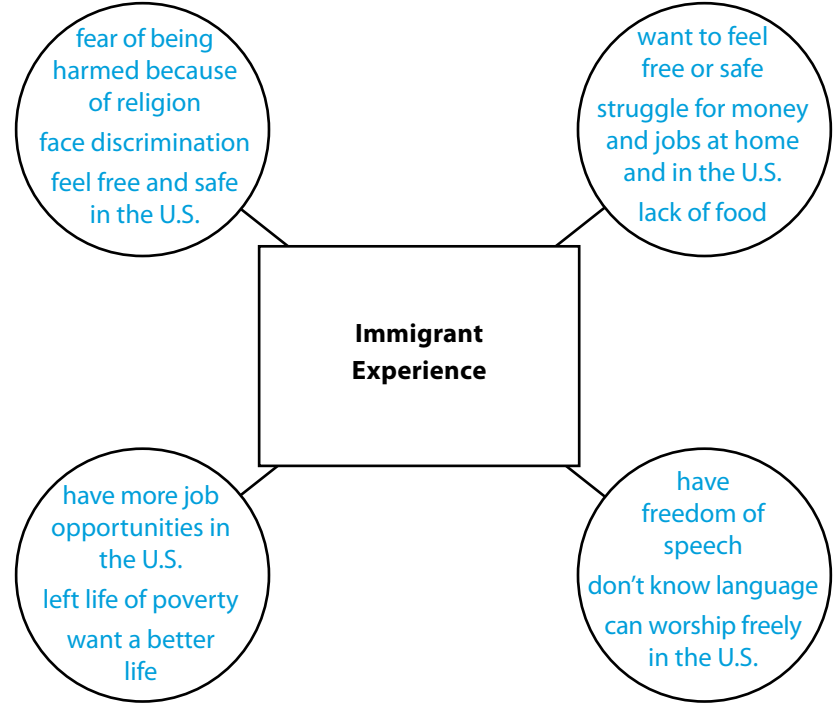 fear of being
harmed because
of religion
face discrimination
feel free and safe
in the U.S.
want to feel
free or safe
struggle for money
and jobs at home
and in the U.S.
lack of food
Immigrant
Experience
have more job
opportunities in
the U.S.
left life of poverty
want a better
life
have
freedom of
speech
don’t know language
can worship freely
in the U.S.